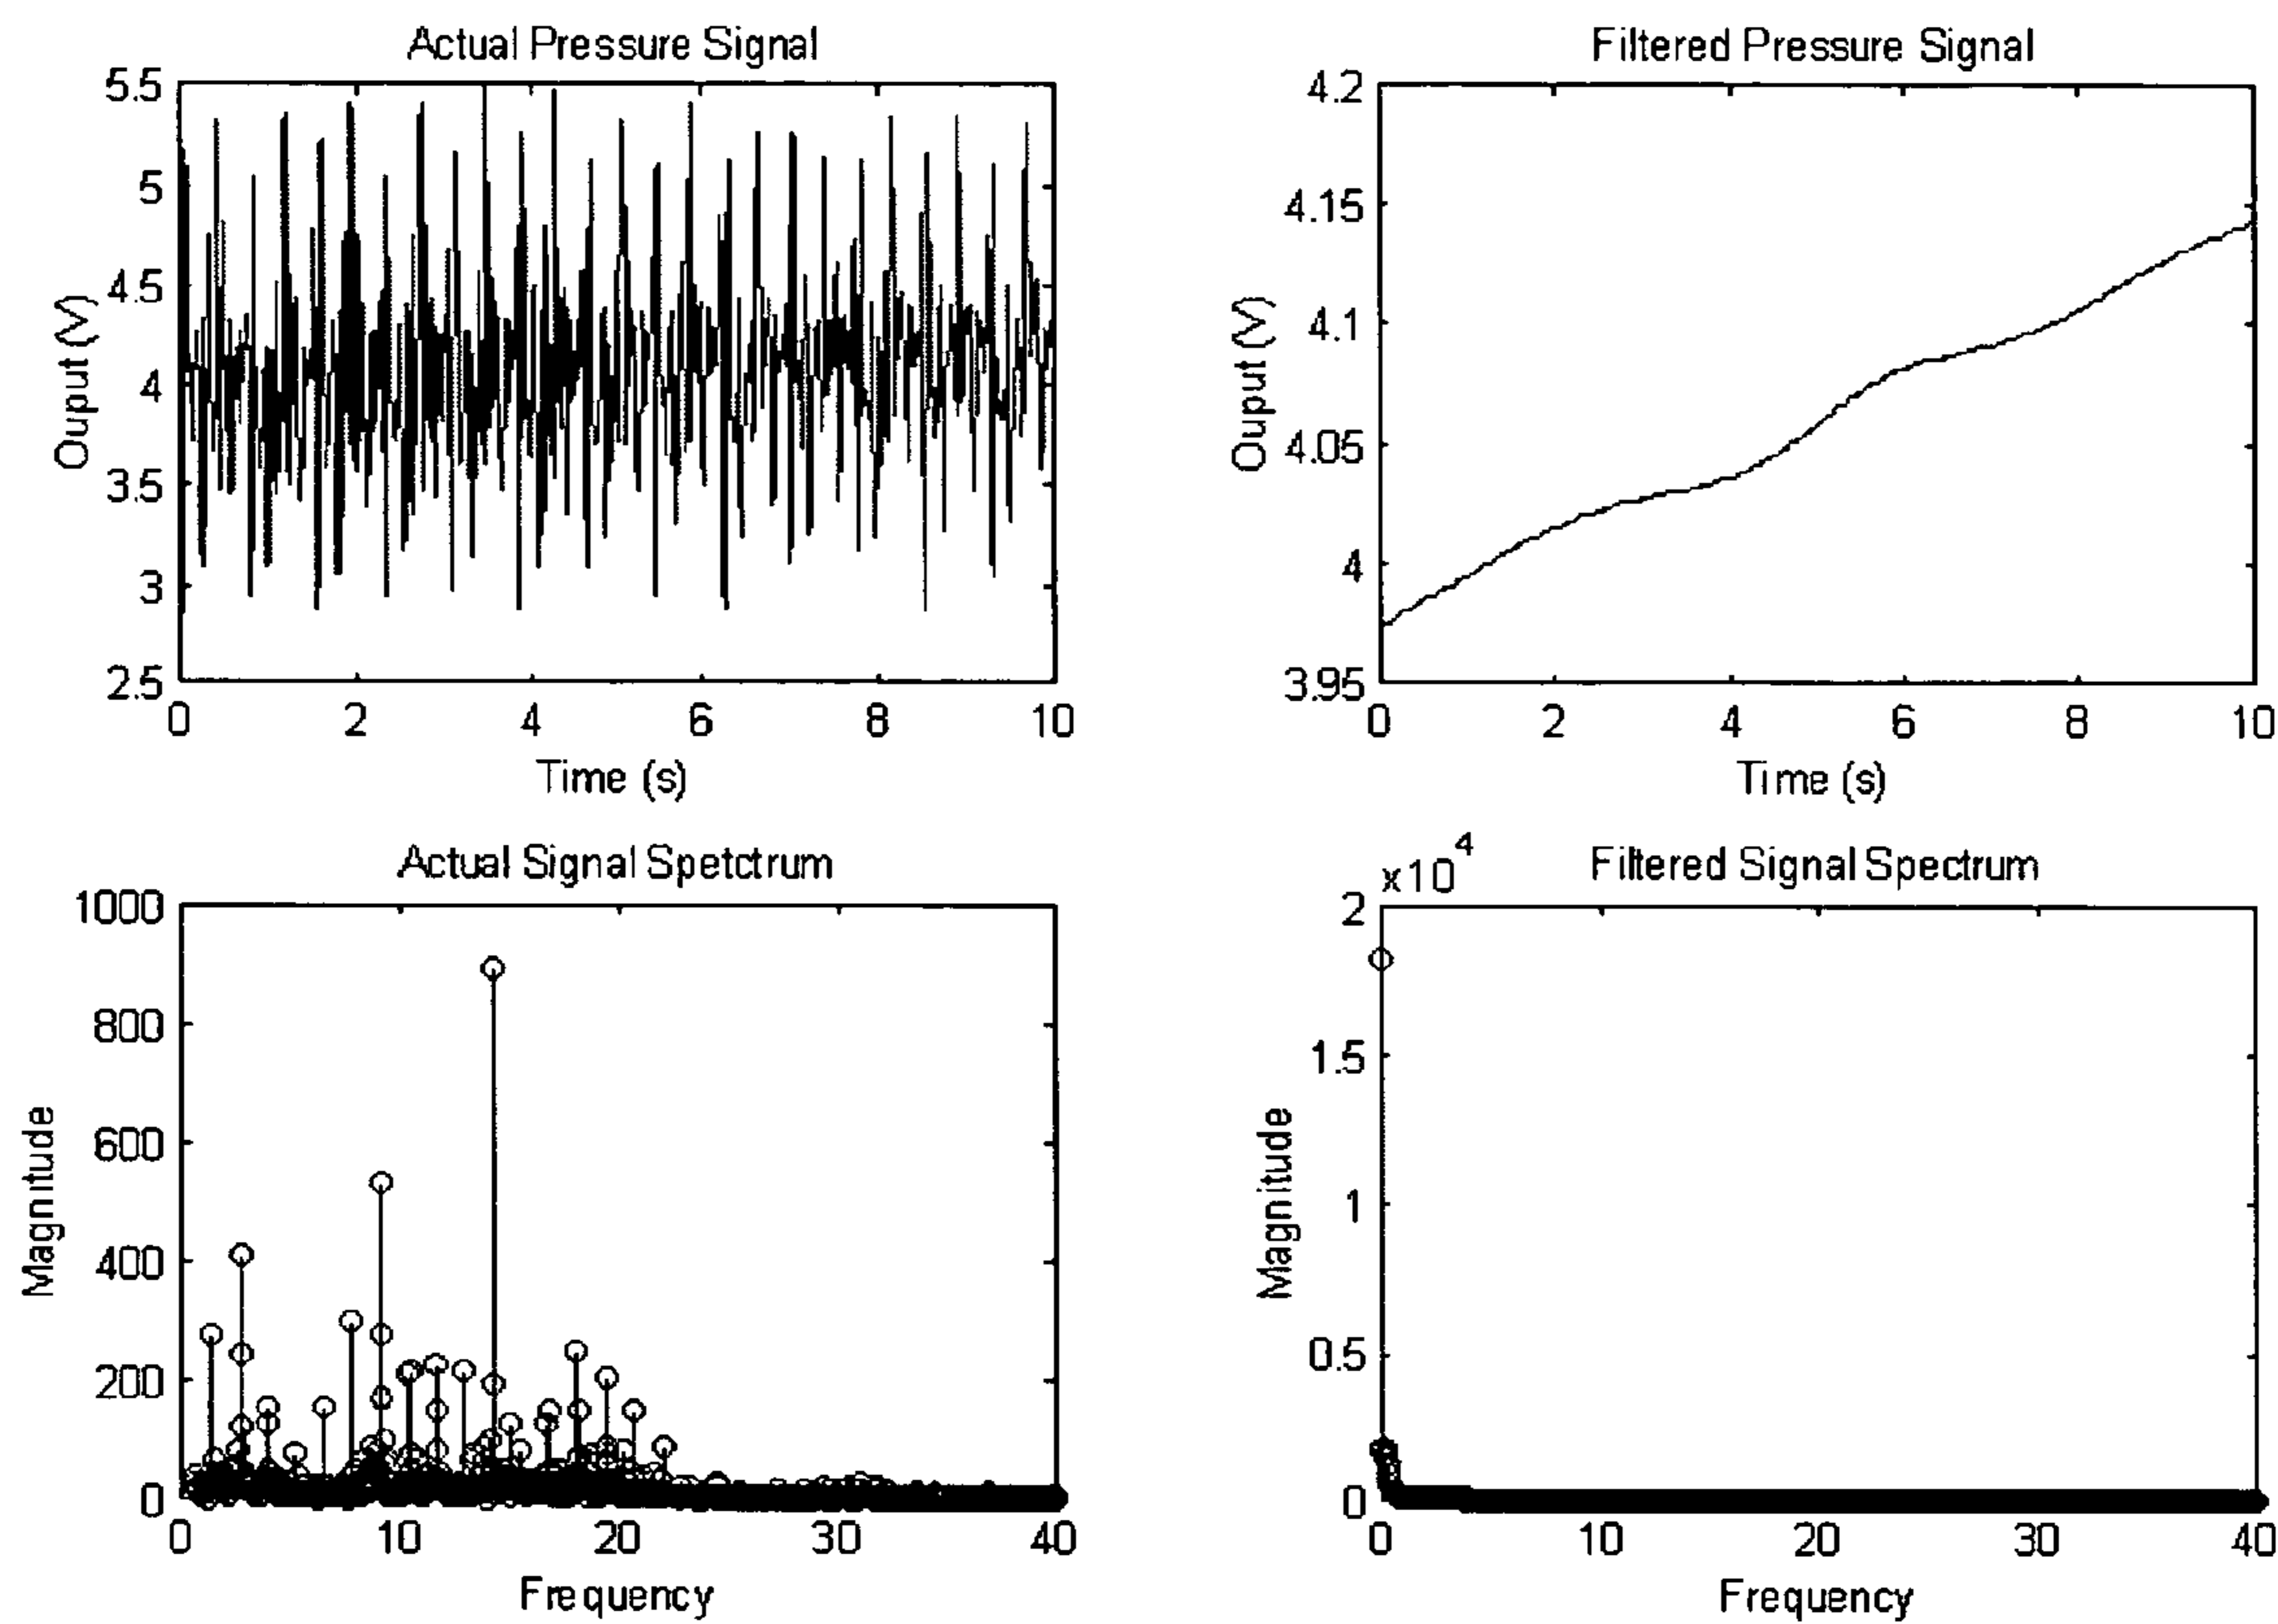 Actual Pressure Signal
5.5
5
4.5
4
3.5
3
2.5
Ouput (V)
0 2 4 6 8 10
Time (s)
Filtered Pressure Signal
4.2
4.15
4.1
4.05
4
3.95
Ouput (V)
0 2 4 6 8 10
Time (s)
Actual Signal Spetctrum
1000
800
600
400
200
0
Magnitude
0 10 20 30 40
Frequency
x10^4
Filtered Signal Spectrum
2
1.5
1
0.5
0
Magnitude
0 10 20 30 40
Frequency